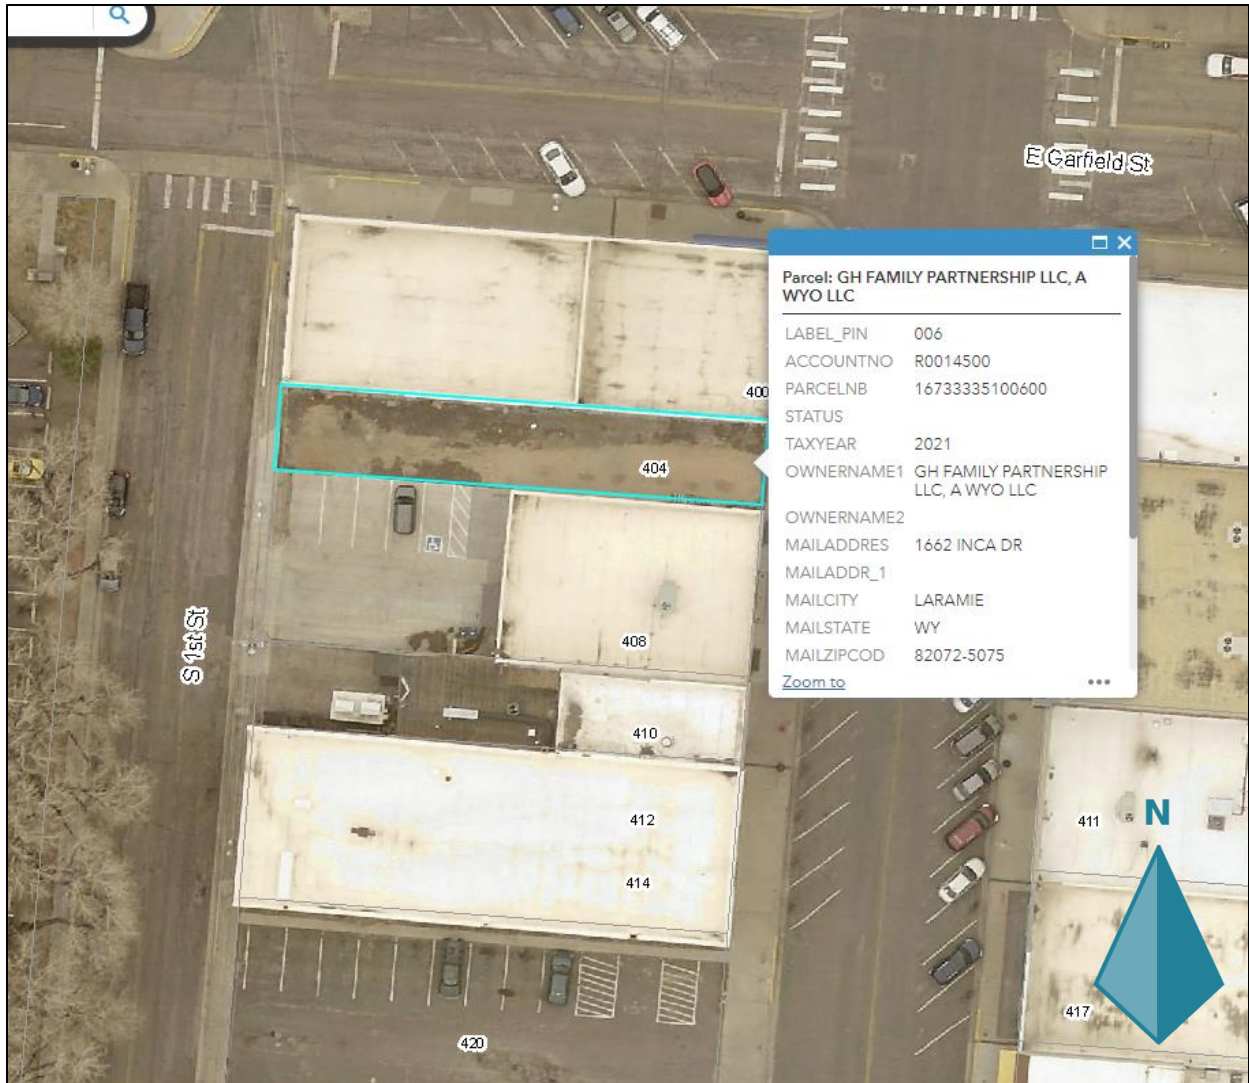 E Garfield St
Parcel: GH FAMILY PARTNERSHIP LLC, A
WYO LLC
LABEL_PIN 006
ACCOUNTNO R0014500
PARCELNB 16733335100600
STATUS
TAXYEAR 2021
OWNERNAME1 GH FAMILY PARTNERSHIP
LLC, A WYO LLC
OWNERNAME2
MAILADDRES 1662 INCA DR
MAILADDR_1
MAILCITY LARAMIE
MAILSTATE WY
MAILZIPCOD 82072-5075
Zoom to
400
404
S 1st St
408
410
412
414
420
411
417
N